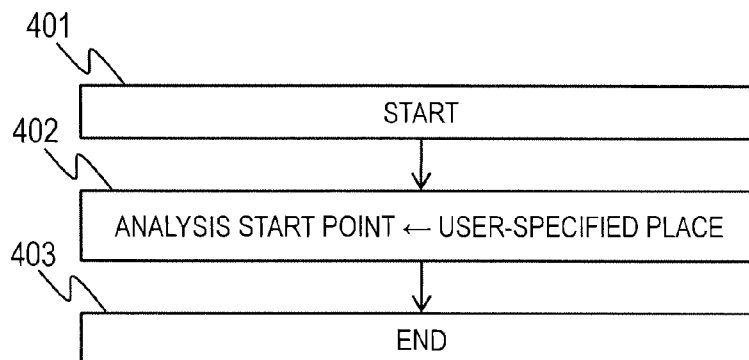 401
START
402
ANALYSIS START POINT ← USER-SPECIFIED PLACE
403
END